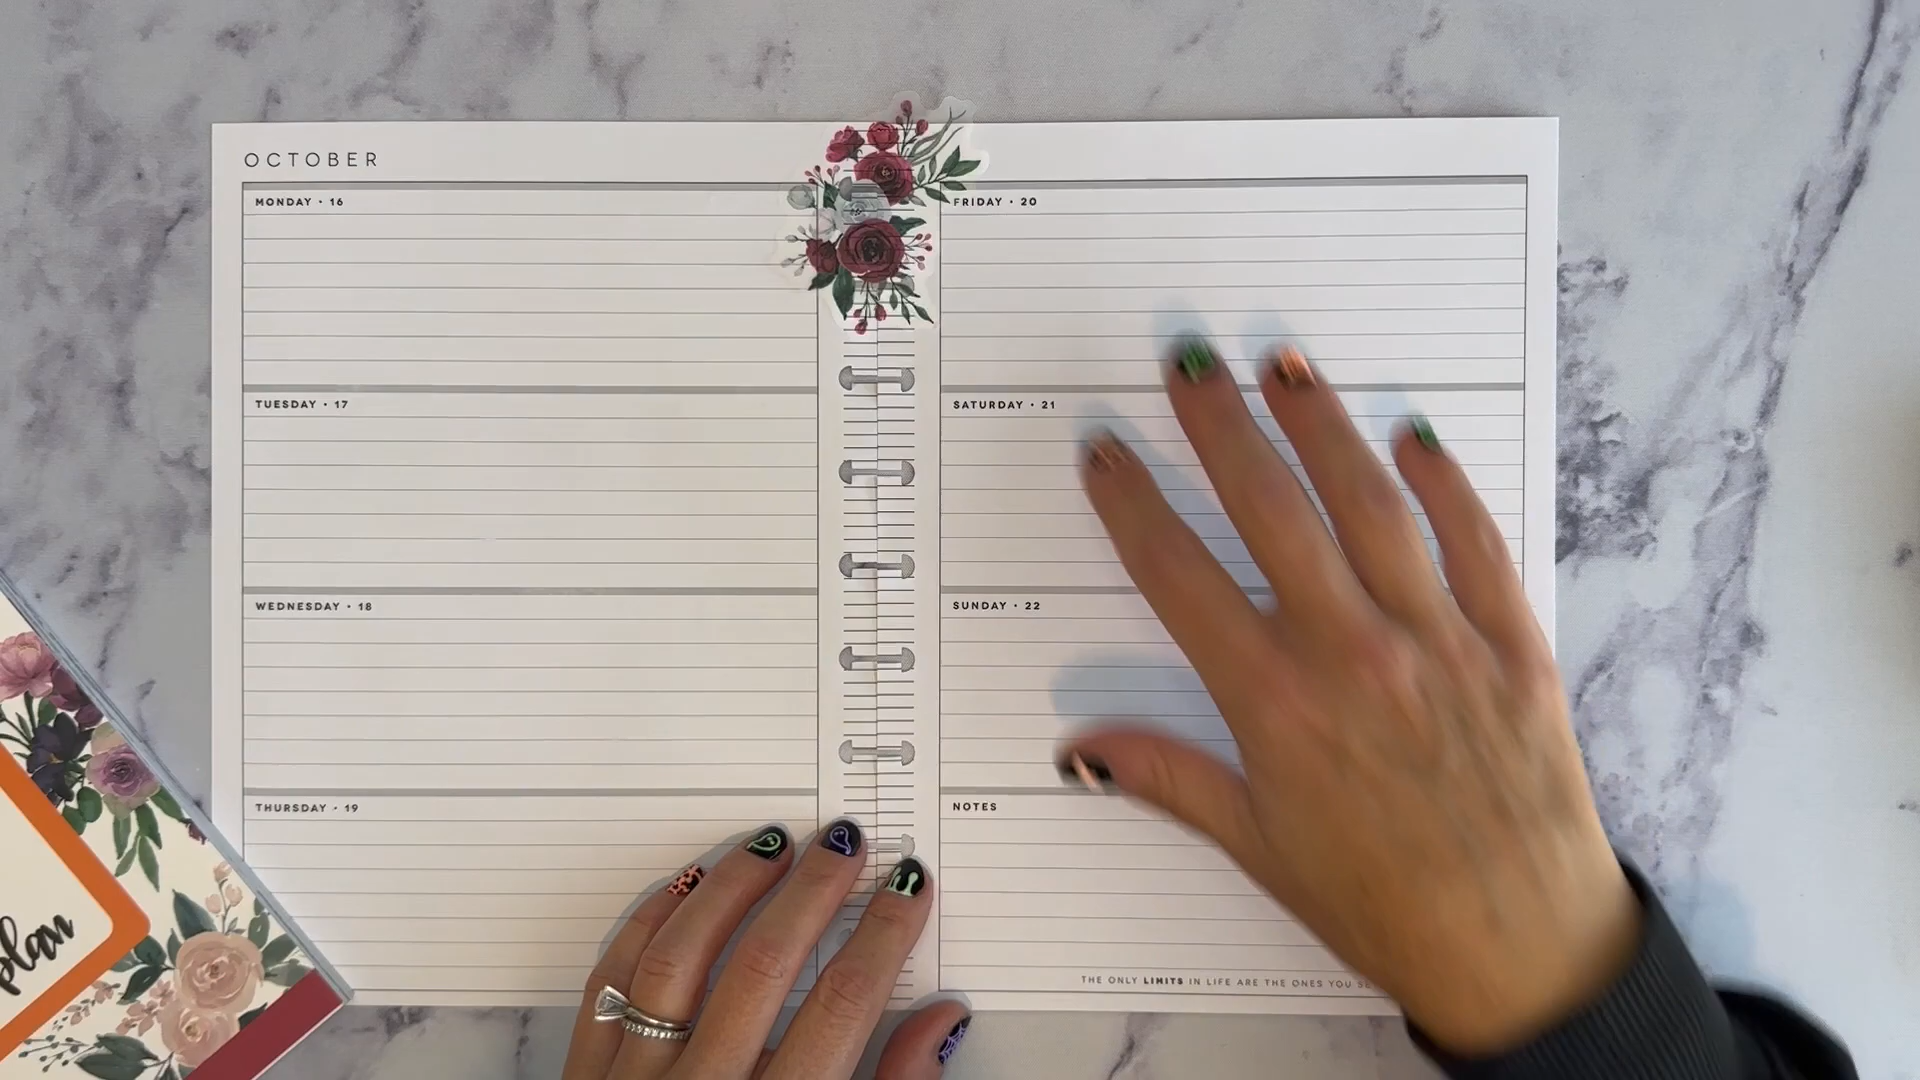 OCTOBER
MONDAY • 16
TUESDAY • 17
WEDNESDAY • 18
THURSDAY • 19
FRIDAY • 20
SATURDAY • 21
SUNDAY • 22
NOTES
THE ONLY LIMITS IN LIFE ARE THE ONES YOU
plan